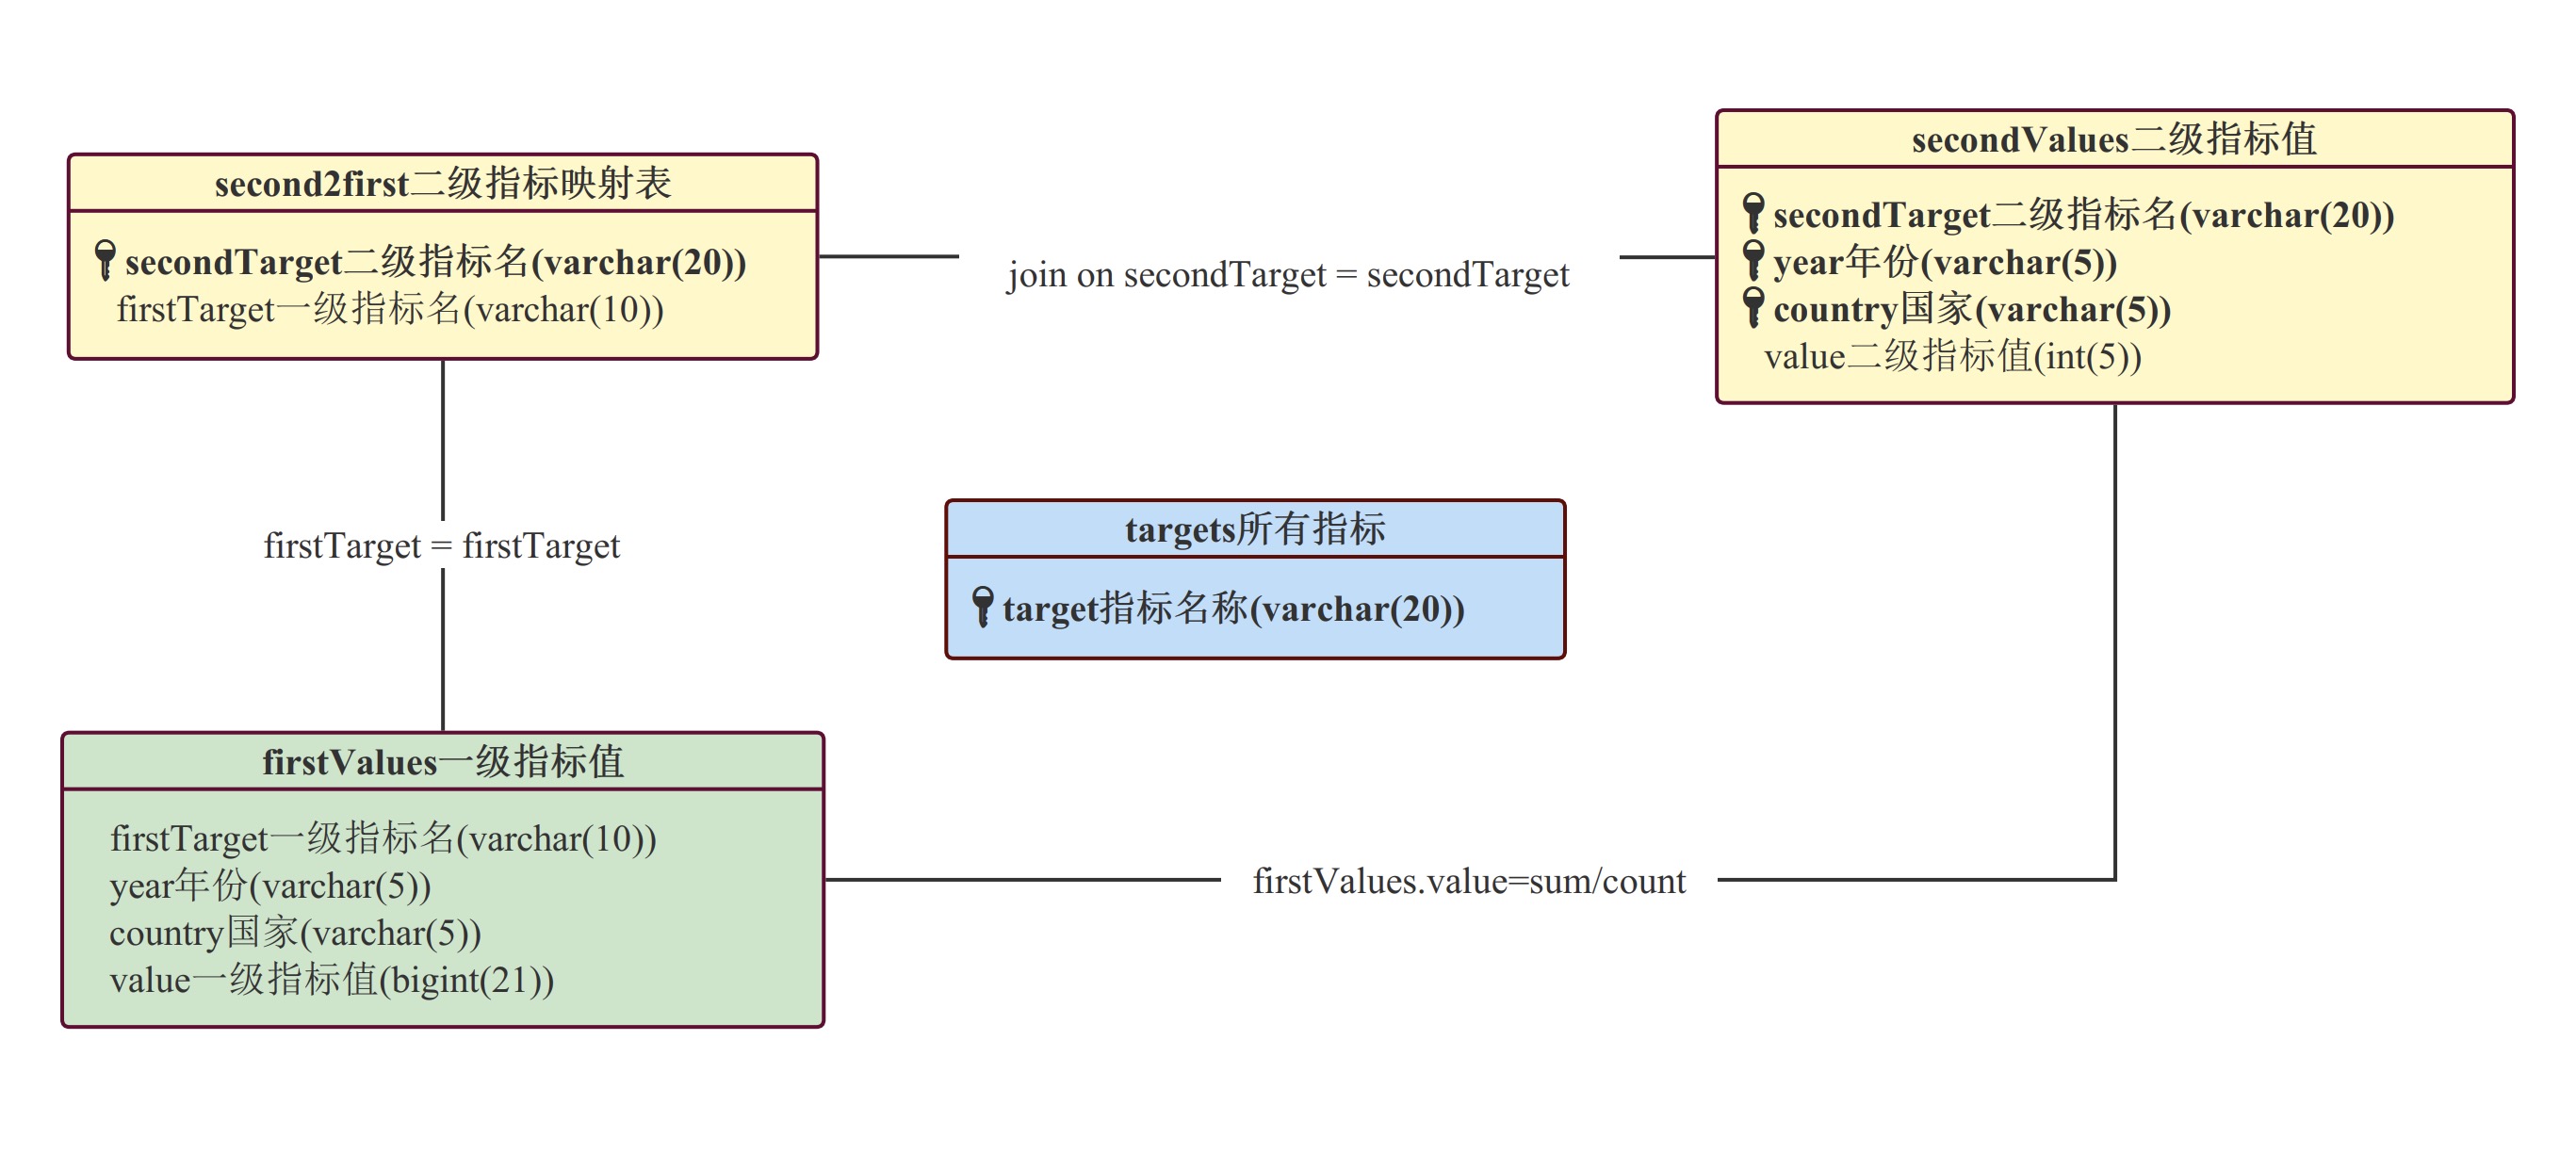 second2first二级指标映射表
secondTarget二级指标名(varchar(20))
firstTarget一级指标名(varchar(10))
join on secondTarget = secondTarget
secondValues二级指标值
secondTarget二级指标名(varchar(20))
year年份(varchar(5))
country国家(varchar(5))
value二级指标值(int(5))
firstTarget = firstTarget
targets所有指标
target指标名称(varchar(20))
firstValues一级指标值
firstTarget一级指标名(varchar(10))
year年份(varchar(5))
country国家(varchar(5))
value一级指标值(bigint(21))
firstValues.value=sum/count